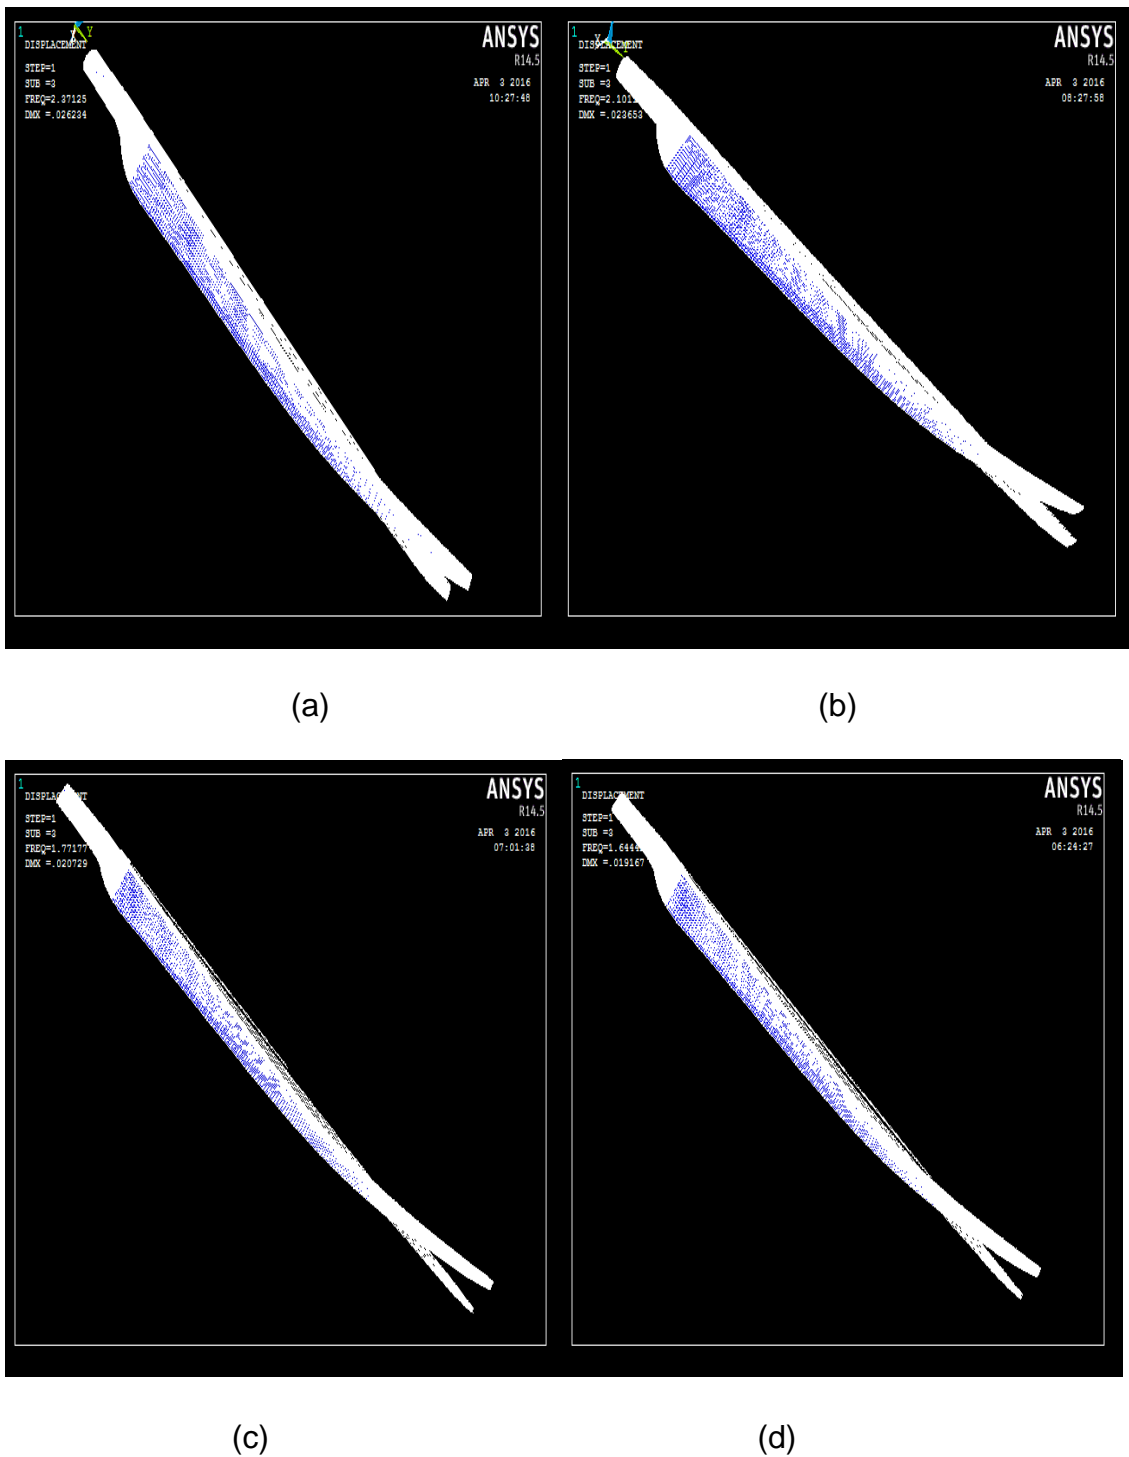 1
Y
DISPLACEMENT
STEP=1
SUB =3
FREQ=2.37125
DMX =.026234
ANSYS
R14.5
APR 3 2016
10:27:48
1
STEP=1
SUB =3
DMX =.023653
ANSYS
R14.5
APR 3 2016
08:27:58
(a)
(b)
1
STEP=1
SUB =3
FREQ=1.77177
DMX =.020729
ANSYS
R14.5
APR 3 2016
07:01:38
1
STEP=1
SUB =3
DMX =.019167
ANSYS
R14.5
APR 3 2016
06:24:27
(c)
(d)